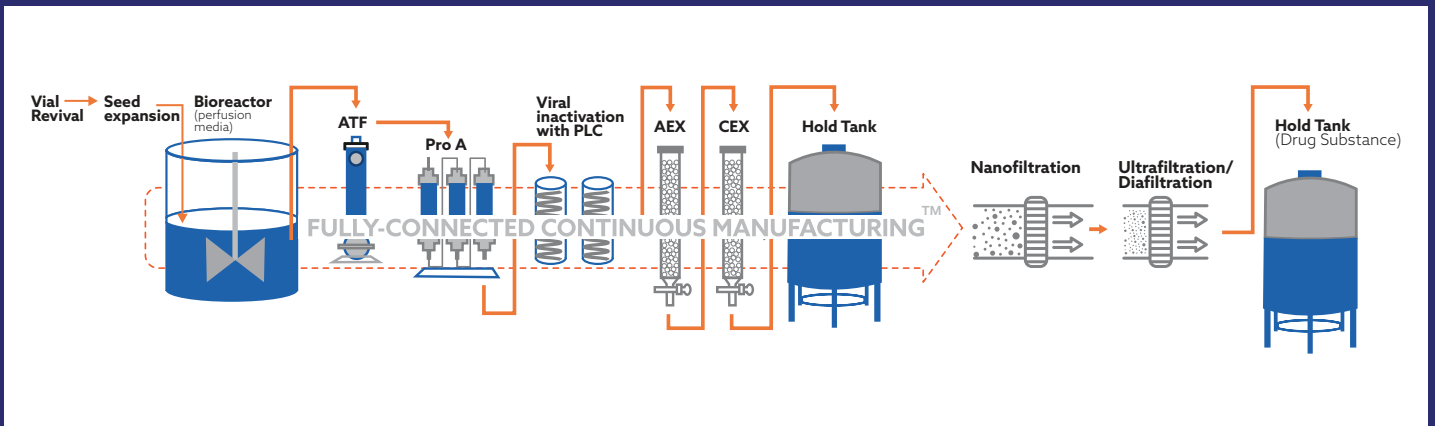 Vial
Revival
Seed
expansion
Bioreactor
(perfusion
media)
ATF
Pro A
Viral
inactivation
with PLC
AEX
CEX
Hold Tank
FULLY-CONNECTED CONTINUOUS MANUFACTURING™
Nanofiltration
Ultrafiltration/
Diafiltration
Hold Tank
(Drug Substance)